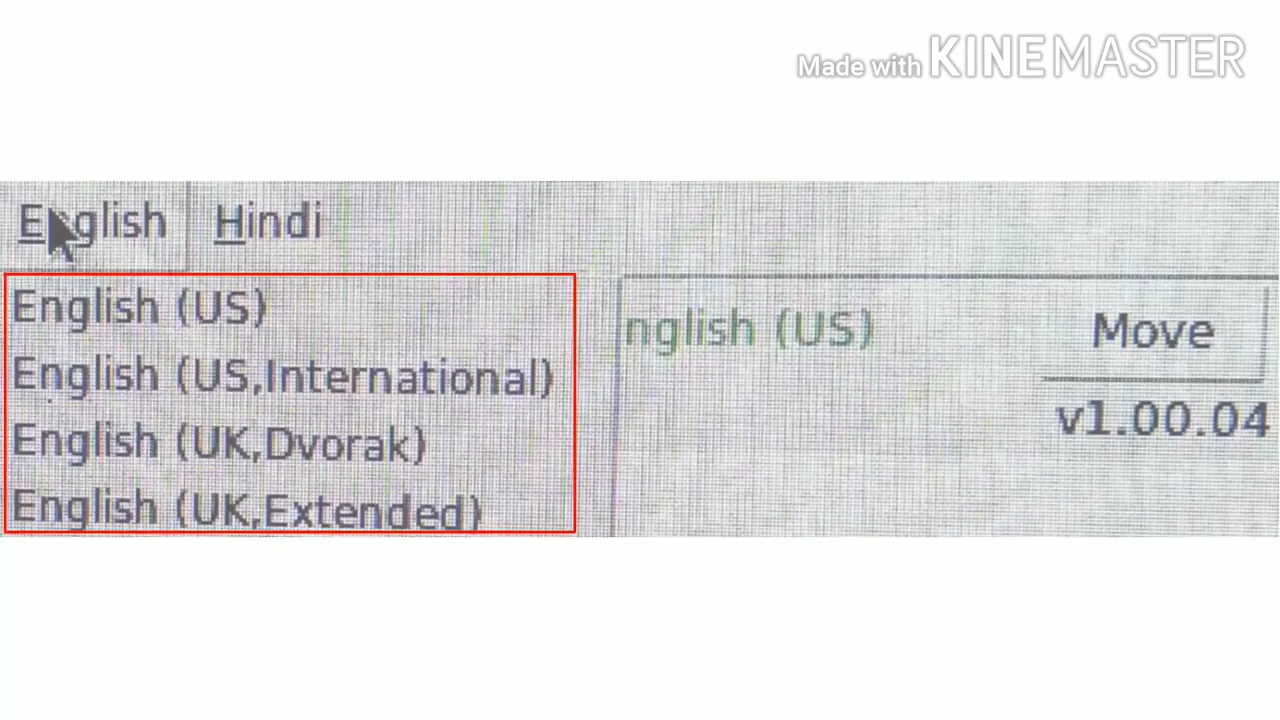 Made with KINEMASTER
English Hindi
English (US)
nglish (US)
Move
English (US,International)
v1.00.04
English (UK,Dvorak)
English (UK,Extended)